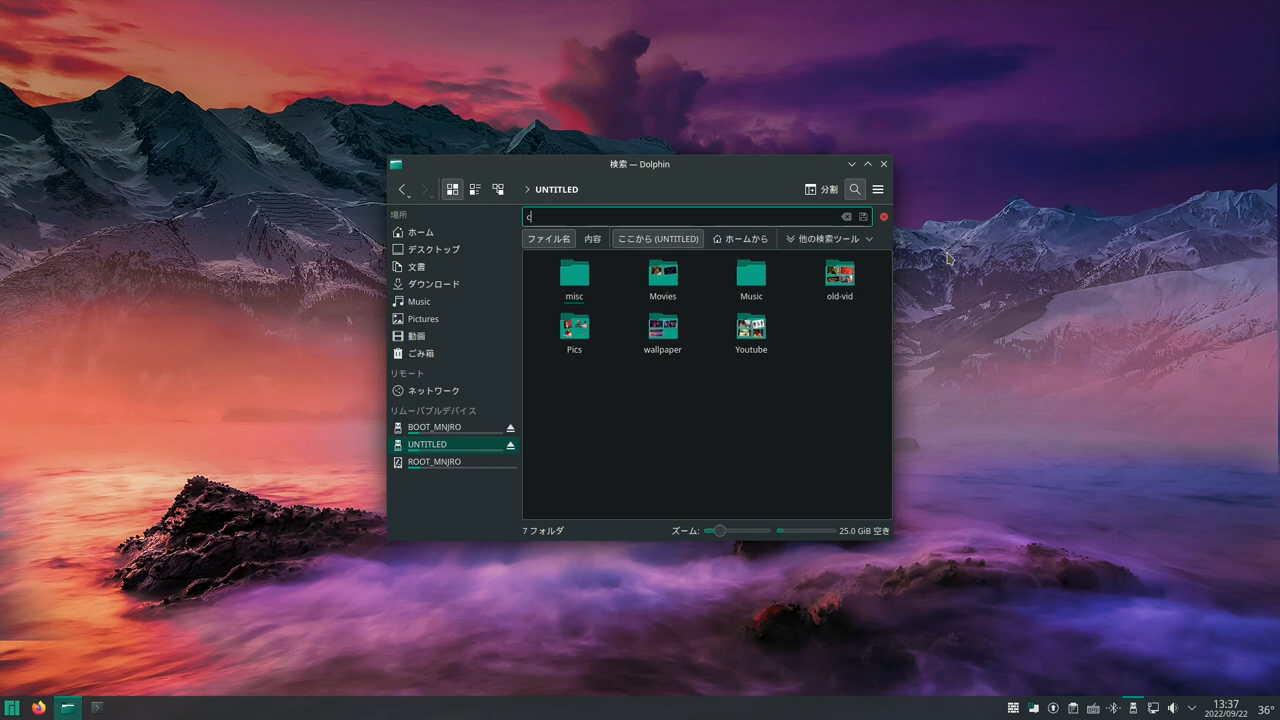 検索 — Dolphin
UNTITLED
分割
場所
c
ホーム
ファイル名 内容 ここから (UNTITLED) ホームから 他の検索ツール
デスクトップ
文書
ダウンロード
Music
Pictures
動画
ごみ箱
リモート
ネットワーク
リムーバブルデバイス
BOOT_MNJRO
UNTITLED
ROOT_MNJRO
misc Movies Music old-vid
Pics wallpaper Youtube
7 フォルダ ズーム: 25.0 GiB 空き
13:37
2022/09/22
36°